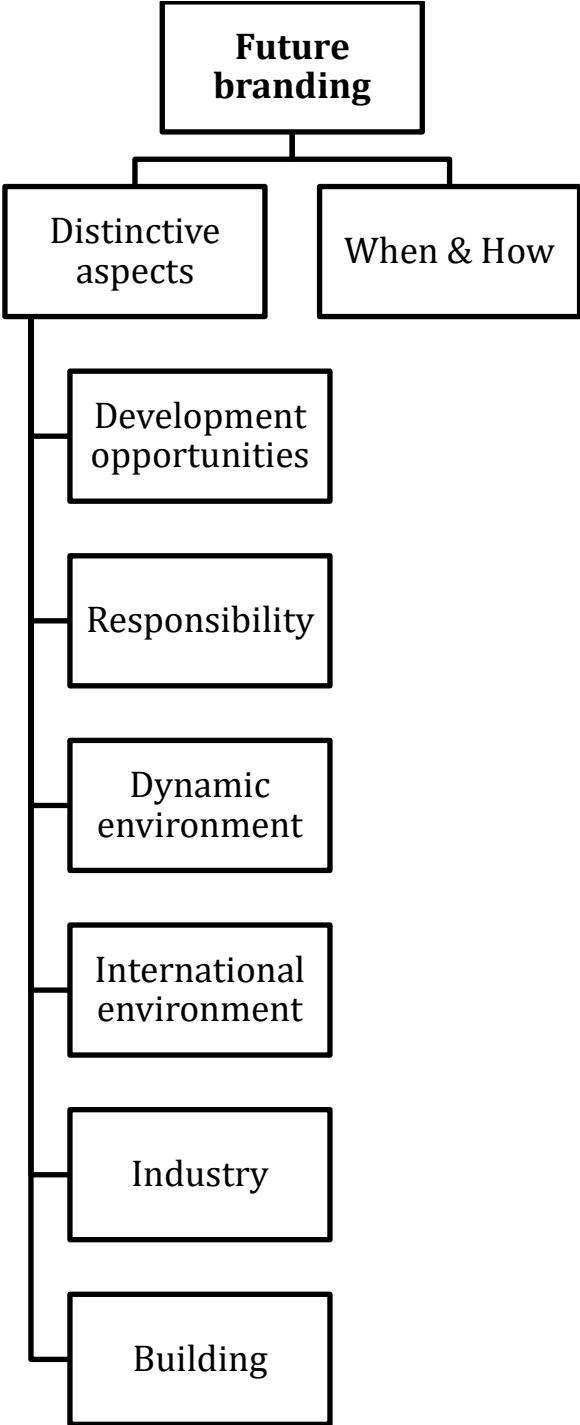 Future
branding
Distinctive
aspects
When & How
Development
opportunities
Responsibility
Dynamic
environment
International
environment
Industry
Building